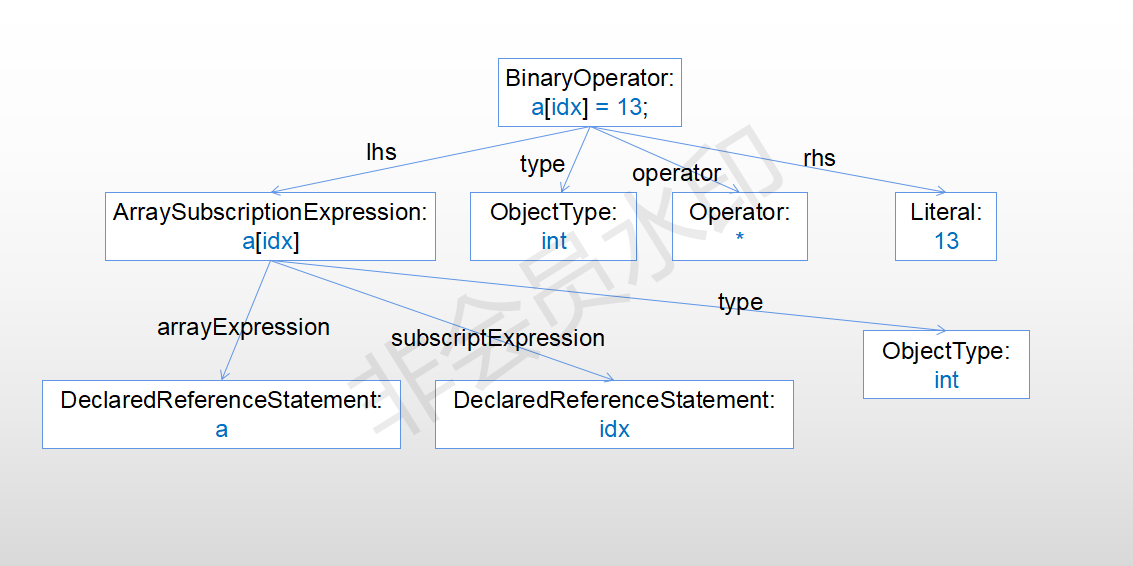 BinaryOperator:
a[idx] = 13;
lhs
type
operator
rhs
ArraySubscriptionExpression:
a[idx]
ObjectType:
int
Operator:
*
Literal:
13
arrayExpression
subscriptExpression
type
ObjectType:
int
DeclaredReferenceStatement:
a
DeclaredReferenceStatement:
idx
非会员水印